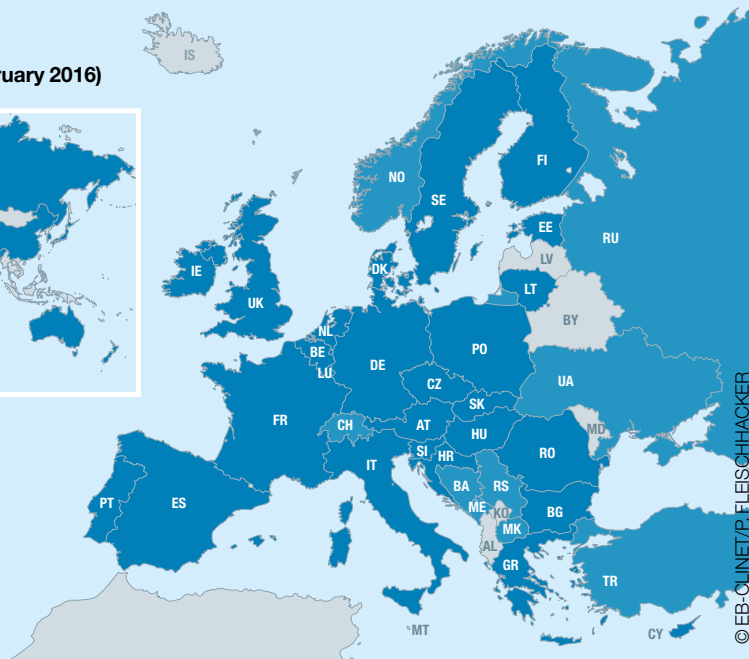 ruary 2016)
IS
NO
SE
FI
RU
EE
LV
LT
BY
IE
UK
DK
NL
BE
LU
DE
PO
CZ
SK
UA
FR
CH
AT
HU
MD
SI
HR
RO
IT
BA
RS
ME
KO
MK
BG
AL
GR
PT
ES
TR
MT
CY
© EB-CLINET/P. FLEISCHHACKER